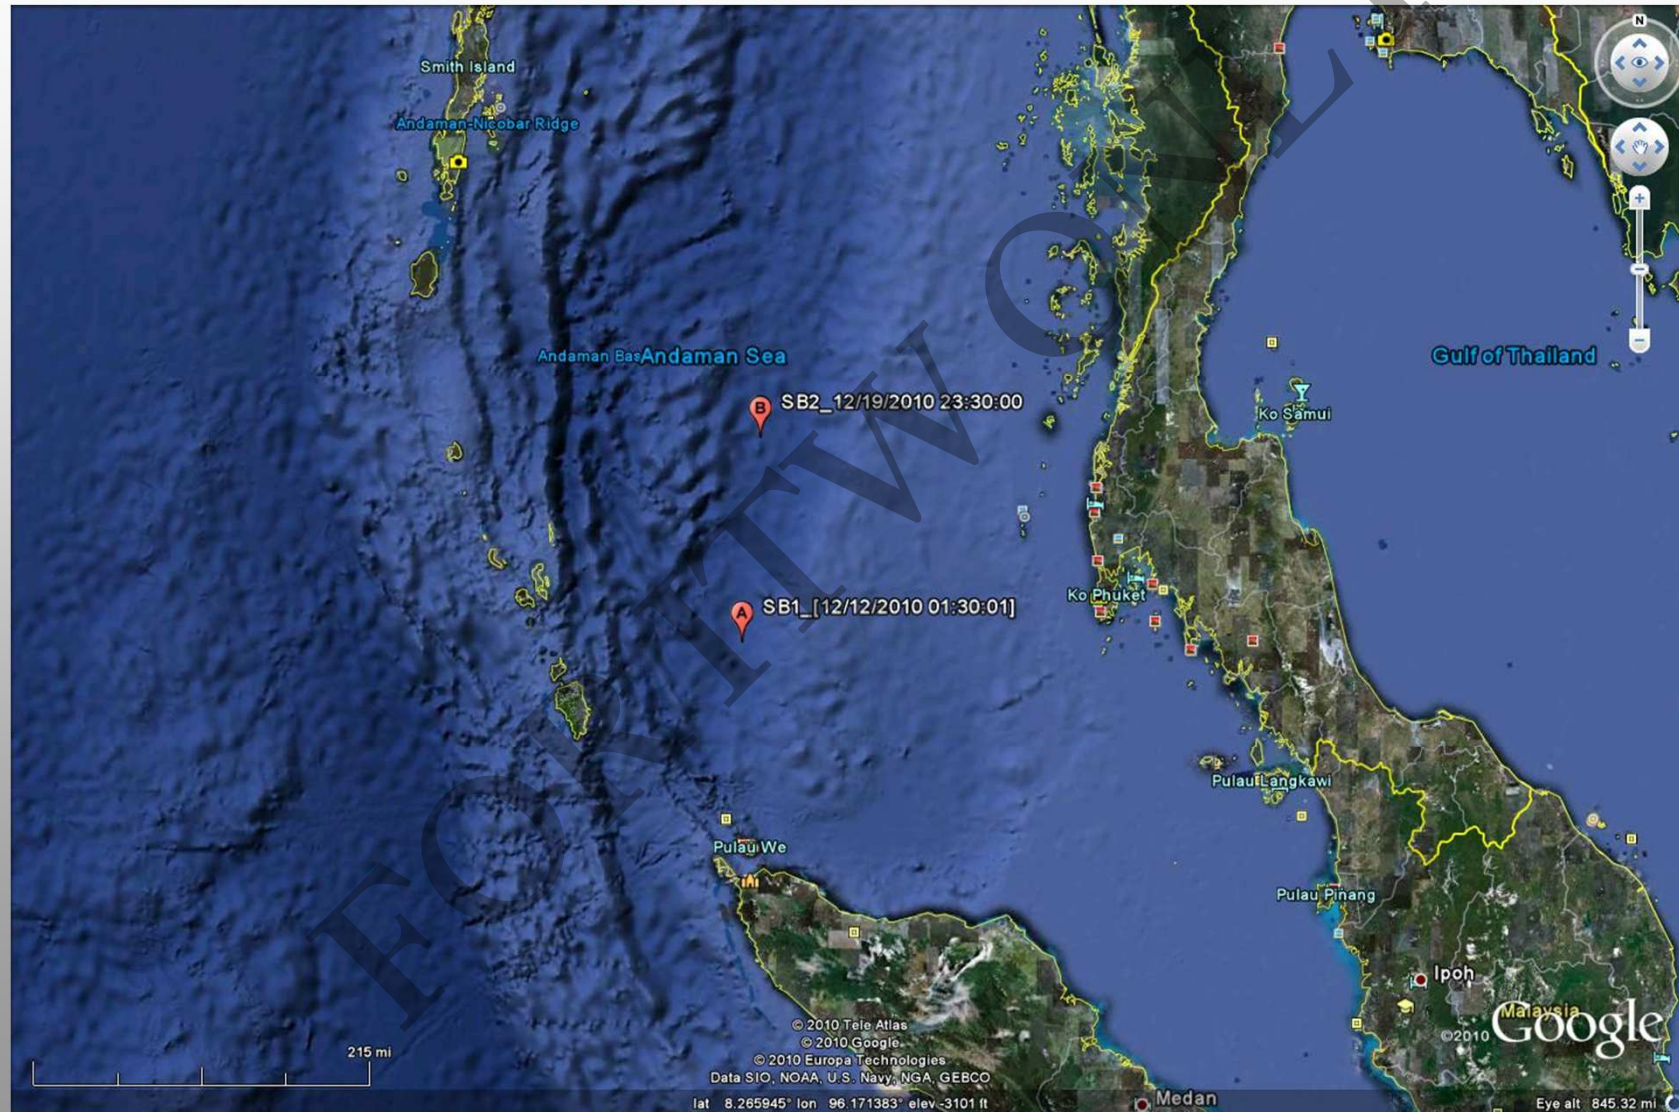 N
Smith Island
Andaman-Nicobar Ridge
Andaman Bas
Andaman Sea
Gulf of Thailand
B
SB2_12/19/2010 23:30:00
Ko Samui
A
SB1_[12/12/2010 01:30:01]
Ko Phuket
Pulau Langkawi
Pulau We
Pulau Pinang
Ipoh
Malaysia
©2010 Google
215 mi
© 2010 Tele Atlas
© 2010 Google
© 2010 Europa Technologies
Data SIO, NOAA, U.S. Navy, NGA, GEBCO
lat 8.265945° lon 96.171383° elev -3101 ft
Medan
Eye alt 845.32 mi